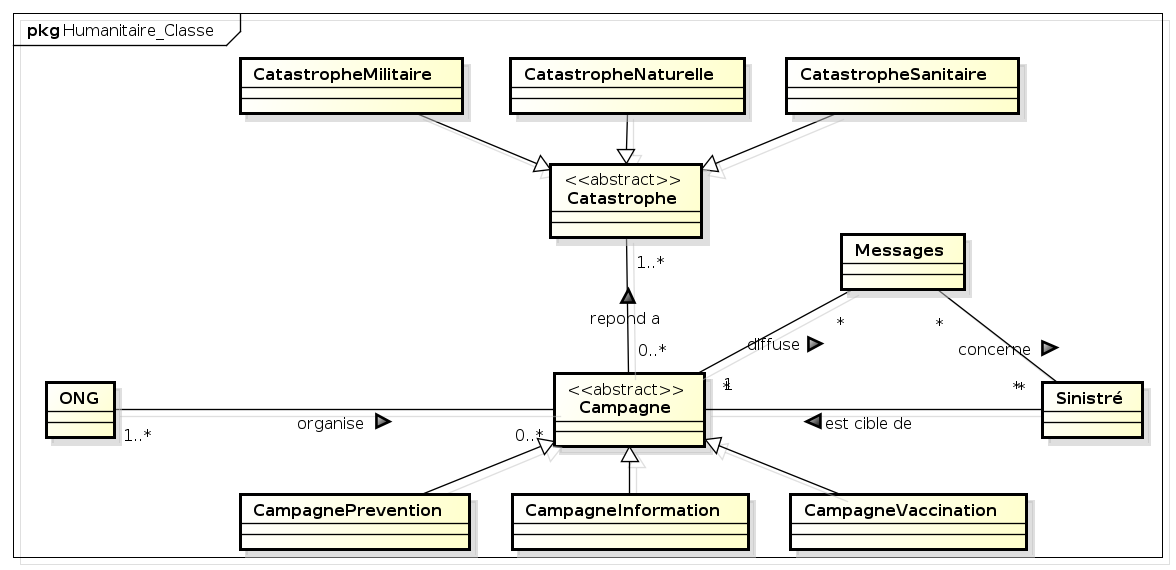 pkg Humanitaire_Classe
CatastropheMilitaire
CatastropheNaturelle
CatastropheSanitaire
<<abstract>>
Catastrophe
1..*
Messages
repond a
0..*
*
*
diffuse
concerne
<<abstract>>
Campagne
1
*
**
ONG
Sinistré
organise
est cible de
1..*
0..*
CampagnePrevention
CampagneInformation
CampagneVaccination